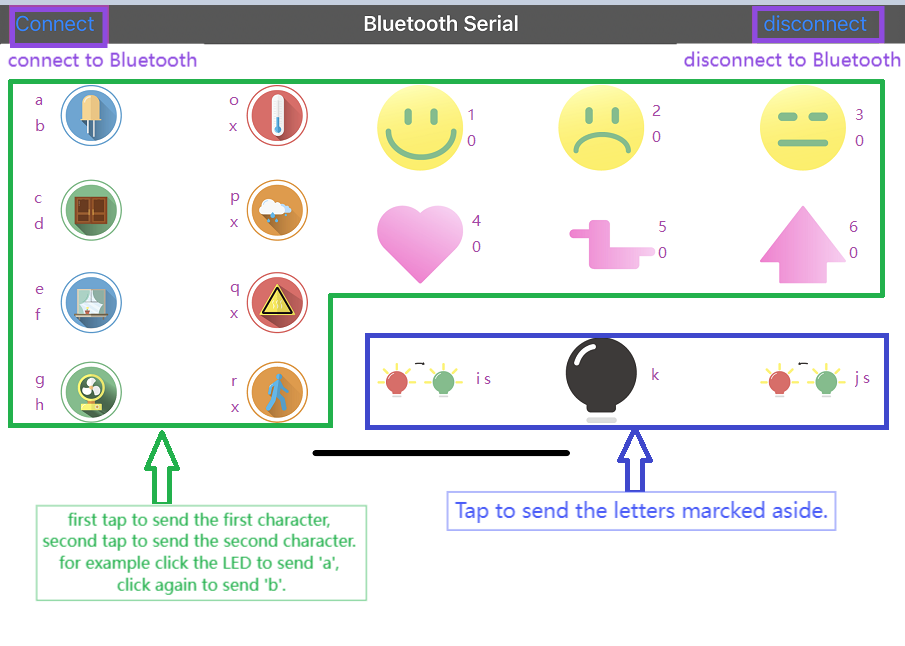 Connect
Bluetooth Serial
disconnect
connect to Bluetooth
disconnect to Bluetooth
a
b
o
x
1
0
2
0
3
0
c
d
p
x
4
0
5
0
6
0
e
f
q
x
g
h
r
x
i s
k
j s
first tap to send the first character,
second tap to send the second character.
for example click the LED to send 'a',
click again to send 'b'.
Tap to send the letters marcked aside.